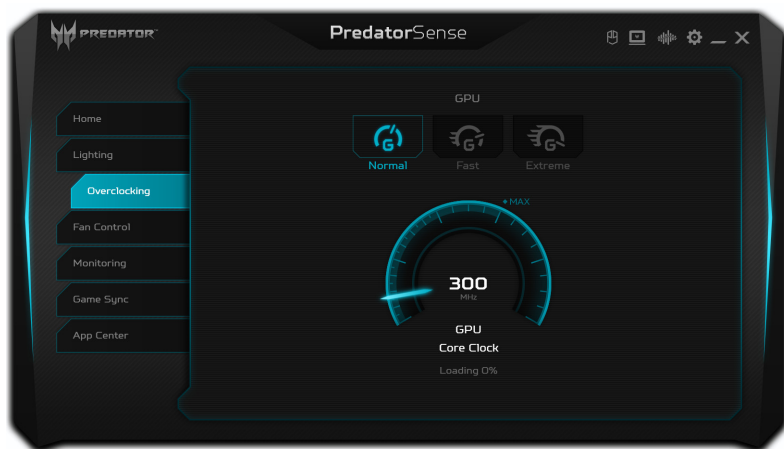 PREDATOR
PredatorSense
Home
Lighting
Overclocking
Fan Control
Monitoring
Game Sync
App Center
GPU
Normal
Fast
Extreme
MAX
300
MHz
GPU
Core Clock
Loading 0%